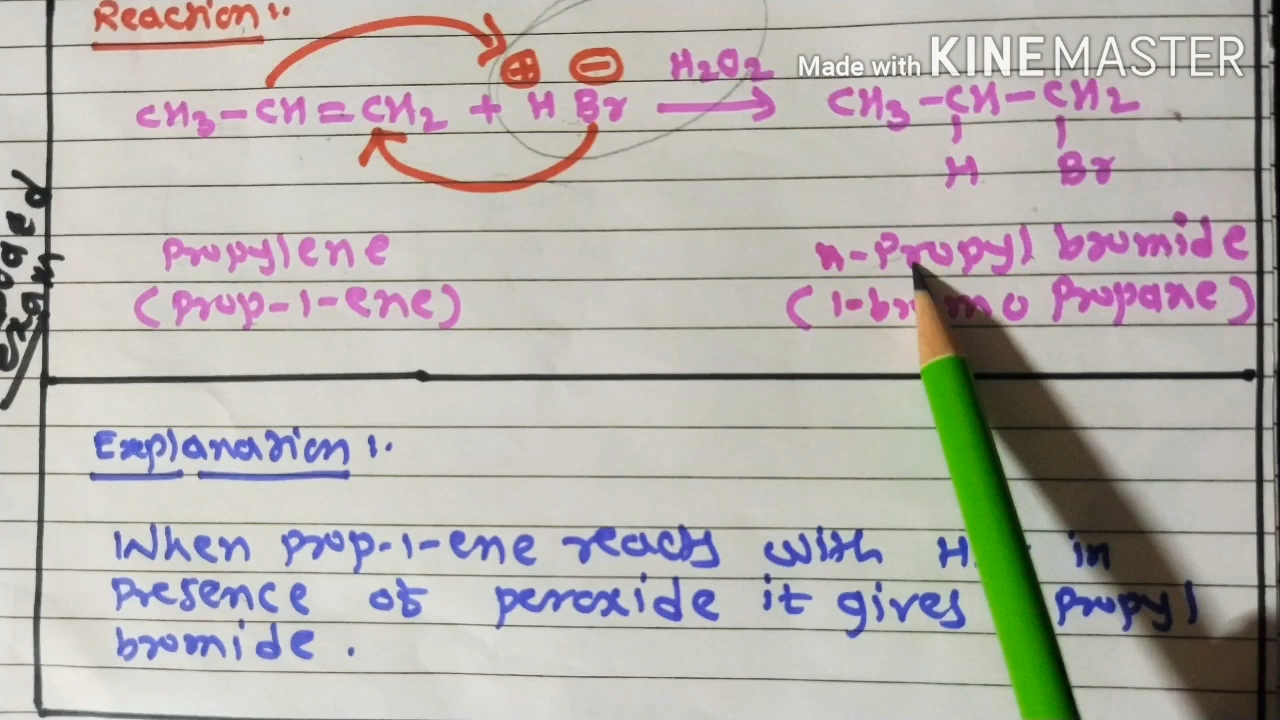 Reaction:
Made with KINEMASTER
CH3-CH=CH2 + H Br H2O2 → CH3-CH-CH2
⊕ ⊖
H Br
Propylene n-Propyl bromide
(Prop-1-ene) (1-bromo Propane)
Explanation:
When prop-1-ene reacts with in
Presence of peroxide it gives propyl
bromide.